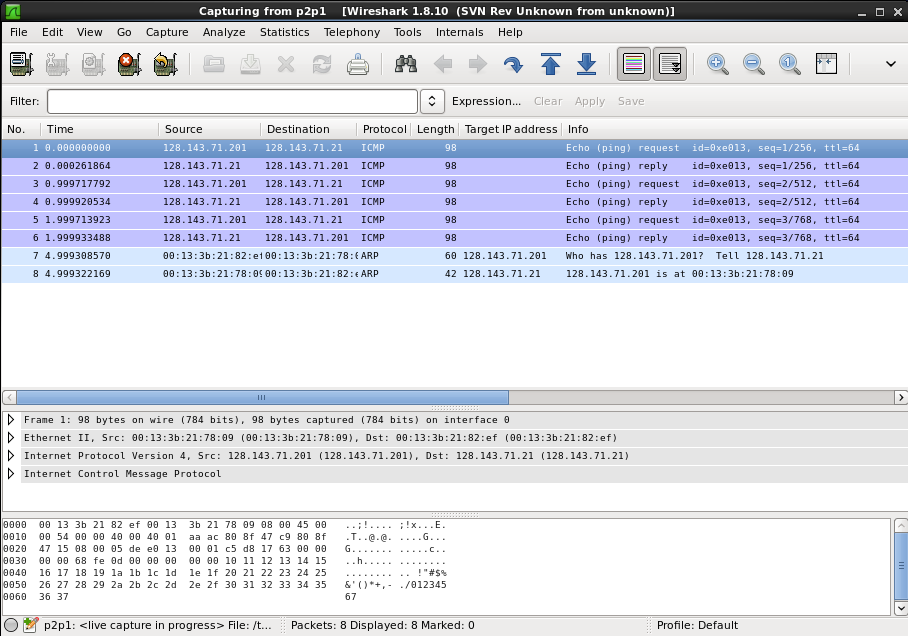 Capturing from p2p1 [Wireshark 1.8.10 (SVN Rev Unknown from unknown)]
File Edit View Go Capture Analyze Statistics Telephony Tools Internals Help
Filter: Expression... Clear Apply Save
No. Time Source Destination Protocol Length Target IP address Info
1 0.000000000 128.143.71.201 128.143.71.21 ICMP 98 Echo (ping) request id=0xe013, seq=1/256, ttl=64
2 0.000261864 128.143.71.21 128.143.71.201 ICMP 98 Echo (ping) reply id=0xe013, seq=1/256, ttl=64
3 0.999717792 128.143.71.201 128.143.71.21 ICMP 98 Echo (ping) request id=0xe013, seq=2/512, ttl=64
4 0.999920534 128.143.71.21 128.143.71.201 ICMP 98 Echo (ping) reply id=0xe013, seq=2/512, ttl=64
5 1.999713923 128.143.71.201 128.143.71.21 ICMP 98 Echo (ping) request id=0xe013, seq=3/768, ttl=64
6 1.999933488 128.143.71.21 128.143.71.201 ICMP 98 Echo (ping) reply id=0xe013, seq=3/768, ttl=64
7 4.999308570 00:13:3b:21:82:ef 00:13:3b:21:78:0 ARP 60 128.143.71.201 Who has 128.143.71.201? Tell 128.143.71.21
8 4.999322169 00:13:3b:21:78:09 00:13:3b:21:82:e ARP 42 128.143.71.21 128.143.71.201 is at 00:13:3b:21:78:09
Frame 1: 98 bytes on wire (784 bits), 98 bytes captured (784 bits) on interface 0
Ethernet II, Src: 00:13:3b:21:78:09 (00:13:3b:21:78:09), Dst: 00:13:3b:21:82:ef (00:13:3b:21:82:ef)
Internet Protocol Version 4, Src: 128.143.71.201 (128.143.71.201), Dst: 128.143.71.21 (128.143.71.21)
Internet Control Message Protocol
0000 00 13 3b 21 82 ef 00 13 3b 21 78 09 08 00 45 00 ..;!.... ;!x...E.
0010 00 54 00 00 40 00 40 01 aa ac 80 8f 47 c9 80 8f .T..@.@. ....G...
0020 47 15 08 00 05 de e0 13 00 01 c5 d8 17 63 00 00 G....... .....c..
0030 00 00 68 fe 0d 00 00 00 00 00 10 11 12 13 14 15 ..h..... ........
0040 16 17 18 19 1a 1b 1c 1d 1e 1f 20 21 22 23 24 25 ........ .. !"#$%
0050 26 27 28 29 2a 2b 2c 2d 2e 2f 30 31 32 33 34 35 &'()*+,- ./012345
0060 36 37 67
p2p1: <live capture in progress> File: /t... Packets: 8 Displayed: 8 Marked: 0 Profile: Default